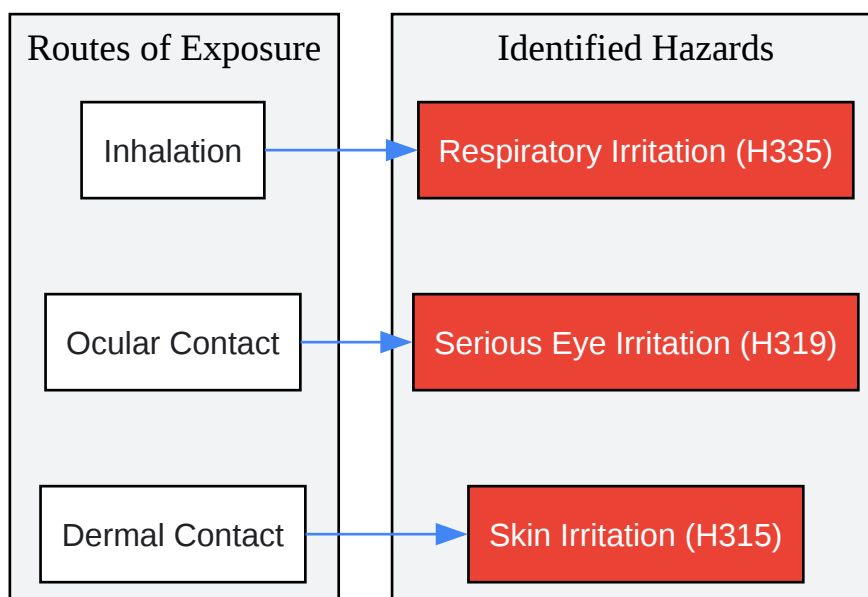 Routes of Exposure
Identified Hazards
Inhalation
Respiratory Irritation (H335)
Ocular Contact
Serious Eye Irritation (H319)
Dermal Contact
Skin Irritation (H315)